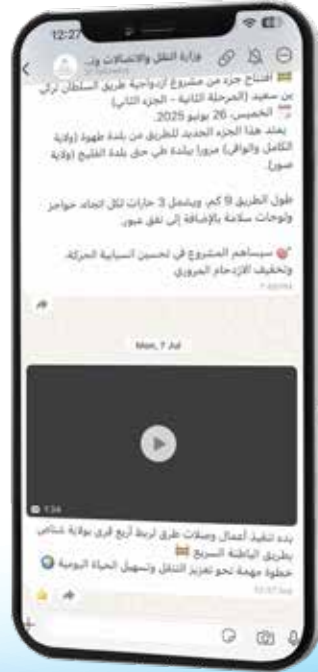 12:27
وزارة النقل والاتصالات وت...
🚧 افتتاح جزء من مشروع ازدواجية طريق السلطان تركي
بن سعيد (المرحلة الثانية - الجزء الثاني)
📅 الخميس، 26 يونيو 2025.
يمتد هذا الجزء الجديد للطريق من بلدة طهوة (ولاية
الكامل والوافي) مرورا ببلدة طي حتى بلدة الفليج (ولاية
صور).
طول الطريق 9 كم، ويشمل 3 حارات لكل اتجاه، حواجز
ولوحات سلامة بالإضافة إلى نفق عبور.
🎯 سيساهم المشروع في تحسين انسيابية الحركة،
وتخفيف الازدحام المروري
Mon, 7 Jul
1:34
بدء تنفيذ أعمال وصلات طرق لربط أربع قرى بولاية شناص
بطريق الباطنة السريع 🛣️
خطوة مهمة نحو تعزيز التنقل وتسهيل الحياة اليومية 🌍